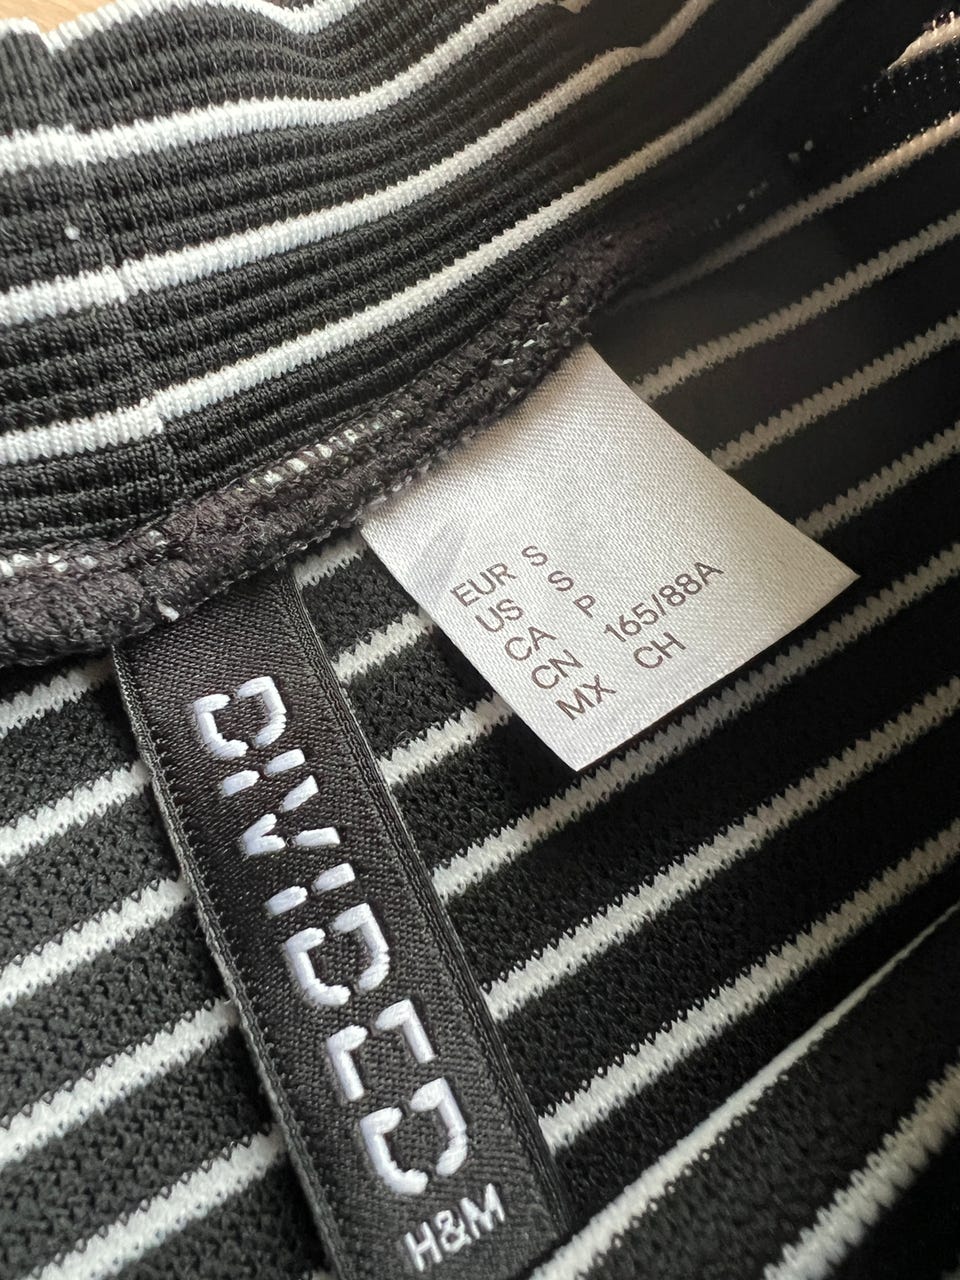 EUR S
US S
CA P
CN 165/88A
MX CH
DIVIDED
H&M